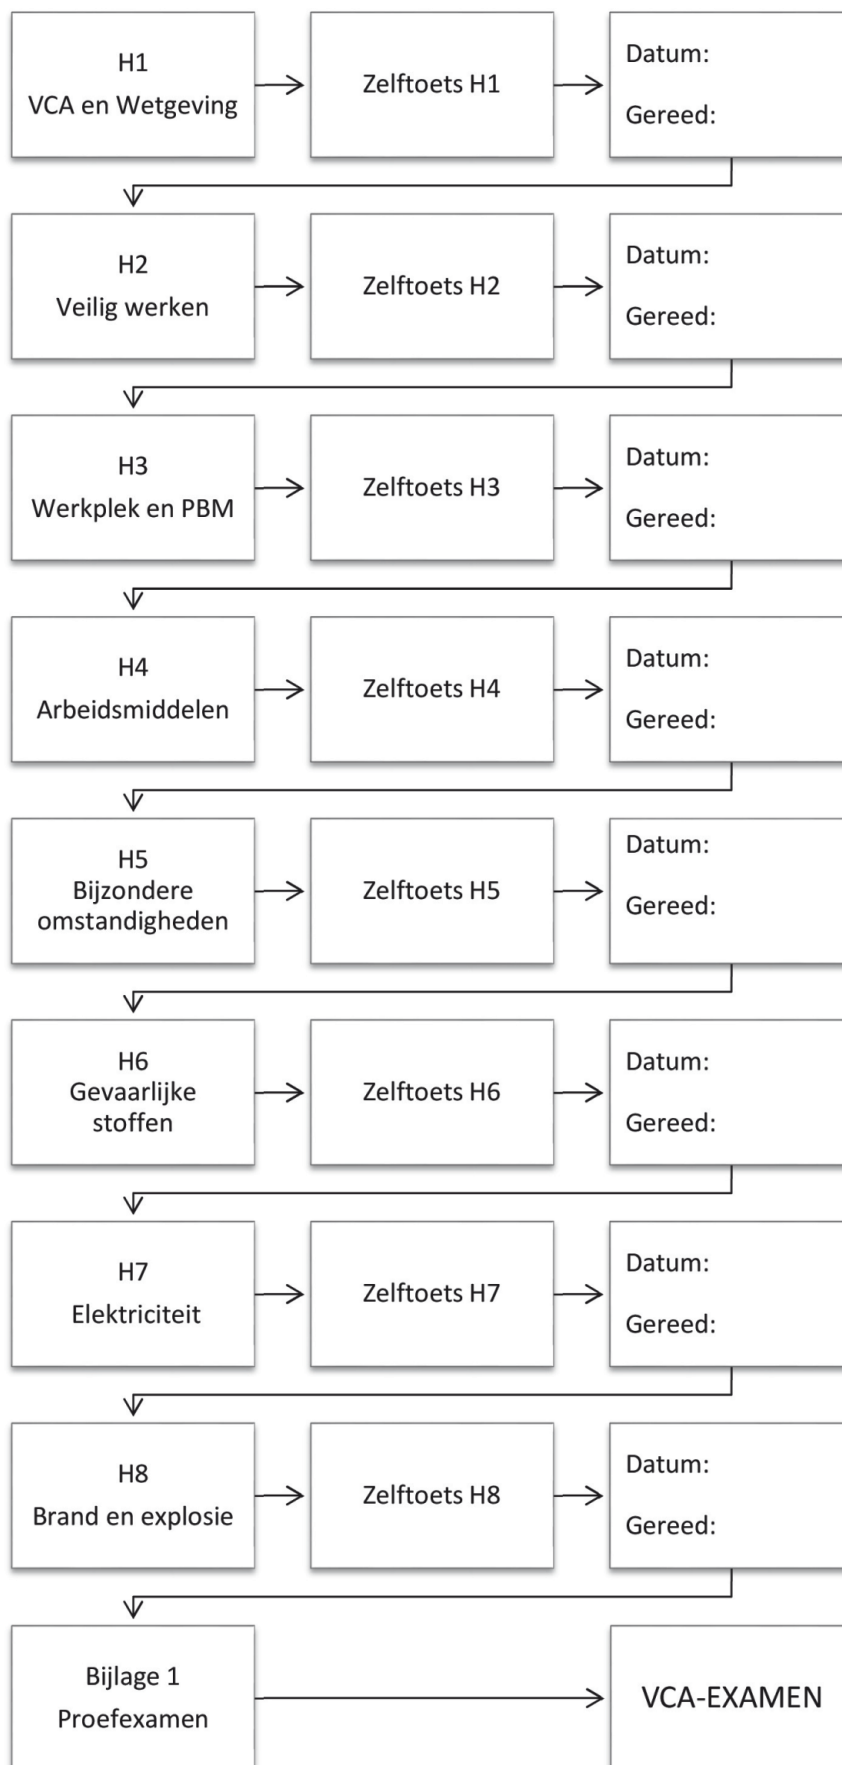 H1
VCA en Wetgeving
Zelftoets H1
Datum:
Gereed:
H2
Veilig werken
Zelftoets H2
Datum:
Gereed:
H3
Werkplek en PBM
Zelftoets H3
Datum:
Gereed:
H4
Arbeidsmiddelen
Zelftoets H4
Datum:
Gereed:
H5
Bijzondere
omstandigheden
Zelftoets H5
Datum:
Gereed:
H6
Gevaarlijke
stoffen
Zelftoets H6
Datum:
Gereed:
H7
Elektriciteit
Zelftoets H7
Datum:
Gereed:
H8
Brand en explosie
Zelftoets H8
Datum:
Gereed:
Bijlage 1
Proefexamen
VCA-EXAMEN